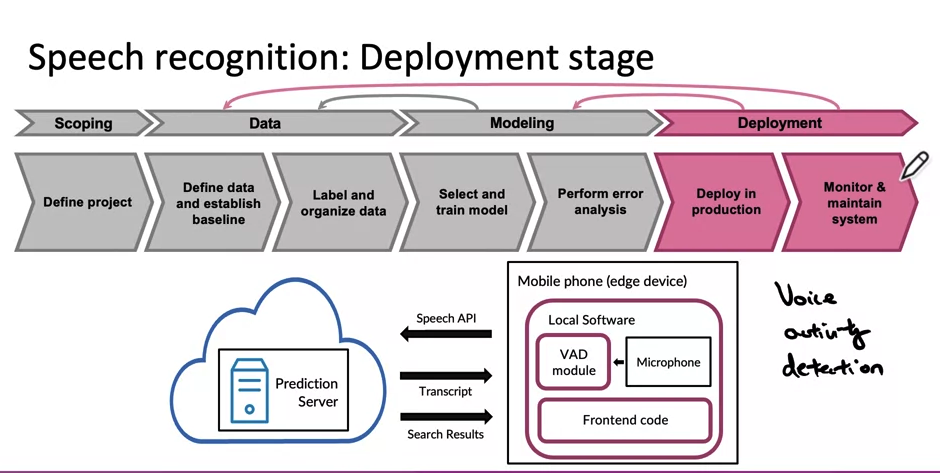 Speech recognition: Deployment stage
Scoping
Data
Modeling
Deployment
Define project
Define data
and establish
baseline
Label and
organize data
Select and
train model
Perform error
analysis
Deploy in
production
Monitor &
maintain
system
Prediction
Server
Speech API
Transcript
Search Results
Mobile phone (edge device)
Local Software
VAD
module
Microphone
Frontend code
Voice
activity
detection